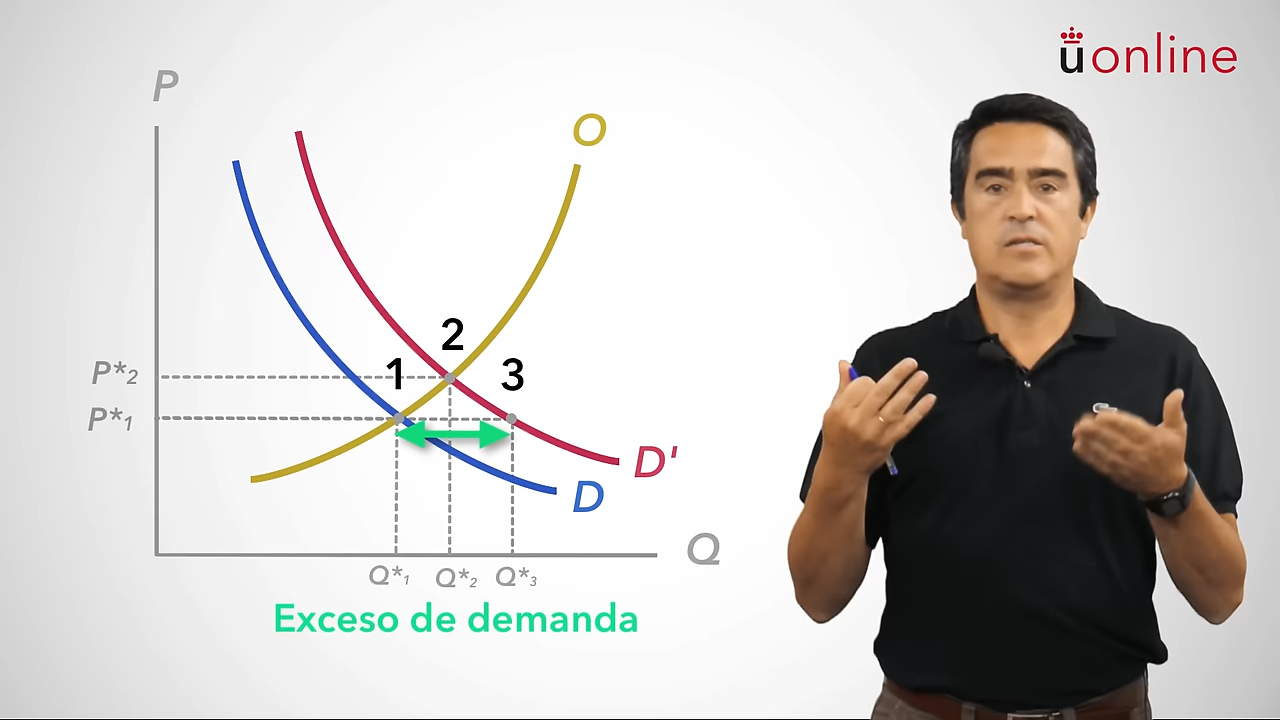 üonline
P
O
2
1
3
P*2
P*1
D'
D
Q
Q*1
Q*2
Q*3
Exceso de demanda